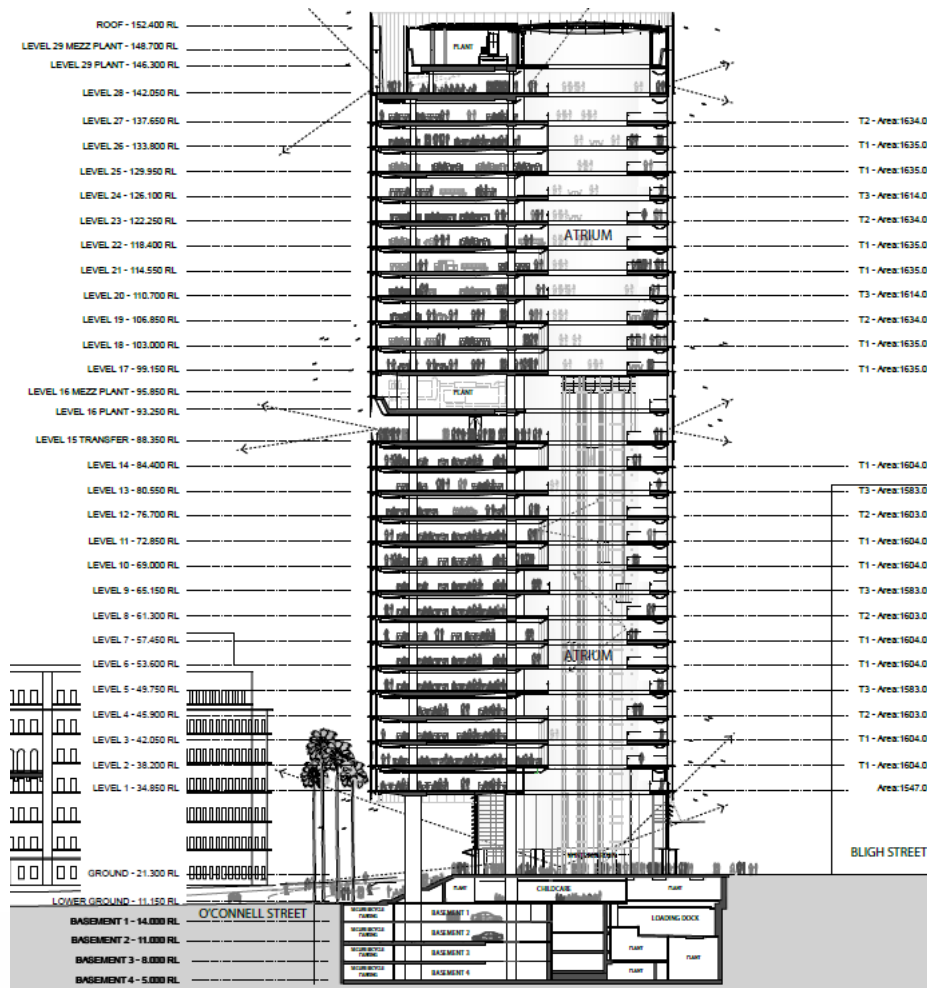 ROOF - 152.400 RL
LEVEL 29 MEZZ PLANT - 148.700 RL
PLANT
LEVEL 29 PLANT - 146.300 RL
LEVEL 28 - 142.050 RL
LEVEL 27 - 137.650 RL
T2 - Area:1634.0
LEVEL 26 - 133.800 RL
T1 - Area:1635.0
LEVEL 25 - 129.950 RL
T1 - Area:1635.0
LEVEL 24 - 126.100 RL
T3 - Area:1614.0
LEVEL 23 - 122.250 RL
T2 - Area:1634.0
ATRIUM
LEVEL 22 - 118.400 RL
T1 - Area:1635.0
LEVEL 21 - 114.550 RL
T1 - Area:1635.0
LEVEL 20 - 110.700 RL
T3 - Area:1614.0
LEVEL 19 - 106.850 RL
T2 - Area:1634.0
LEVEL 18 - 103.000 RL
T1 - Area:1635.0
LEVEL 17 - 99.150 RL
T1 - Area:1635.0
LEVEL 16 MEZZ PLANT - 95.850 RL
PLANT
LEVEL 16 PLANT - 93.250 RL
LEVEL 15 TRANSFER - 88.350 RL
LEVEL 14 - 84.400 RL
T1 - Area:1604.0
LEVEL 13 - 80.550 RL
T3 - Area:1583.0
LEVEL 12 - 76.700 RL
T2 - Area:1603.0
LEVEL 11 - 72.850 RL
T1 - Area:1604.0
LEVEL 10 - 69.000 RL
T1 - Area:1604.0
LEVEL 9 - 65.150 RL
T3 - Area:1583.0
LEVEL 8 - 61.300 RL
T2 - Area:1603.0
LEVEL 7 - 57.450 RL
T1 - Area:1604.0
ATRIUM
LEVEL 6 - 53.600 RL
T1 - Area:1604.0
LEVEL 5 - 49.750 RL
T3 - Area:1583.0
LEVEL 4 - 45.900 RL
T2 - Area:1603.0
LEVEL 3 - 42.050 RL
T1 - Area:1604.0
LEVEL 2 - 38.200 RL
T1 - Area:1604.0
LEVEL 1 - 34.850 RL
Area:1547.0
BLIGH STREET
GROUND - 21.300 RL
PLANT
CHILDCARE
PLANT
LOWER GROUND - 11.150 RL
O'CONNELL STREET
BASEMENT 1 - 14.000 RL
BASEMENT 1
LOADING DOCK
BASEMENT 2 - 11.000 RL
BASEMENT 2
BASEMENT 3 - 8.000 RL
BASEMENT 3
PLANT
PLANT
BASEMENT 4 - 5.000 RL
BASEMENT 4
PLANT